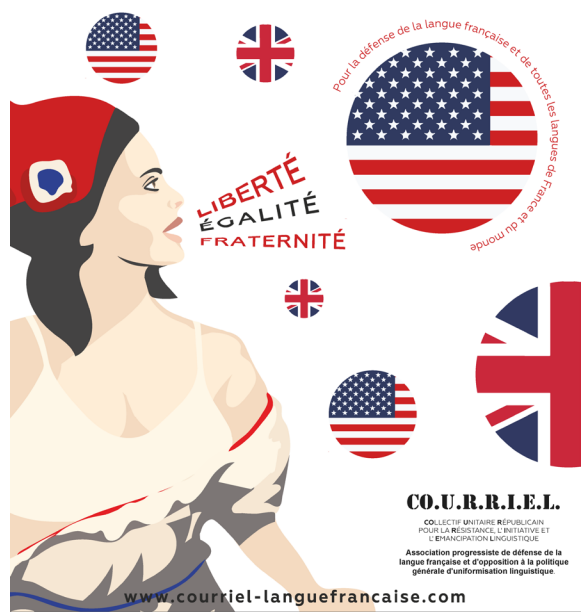 Pour la défense de la langue française et de toutes les langues de France et du monde
LIBERTÉ
ÉGALITÉ
FRATERNITÉ
CO.U.R.R.I.E.L.
COLLECTIF UNITAIRE RÉPUBLICAIN
POUR LA RÉSISTANCE, L'INITIATIVE ET
L'EMANCIPATION LINGUISTIQUE
Association progressiste de défense de la
langue française et d'opposition à la politique
générale d'uniformisation linguistique.
www.courriel-languefrancaise.com